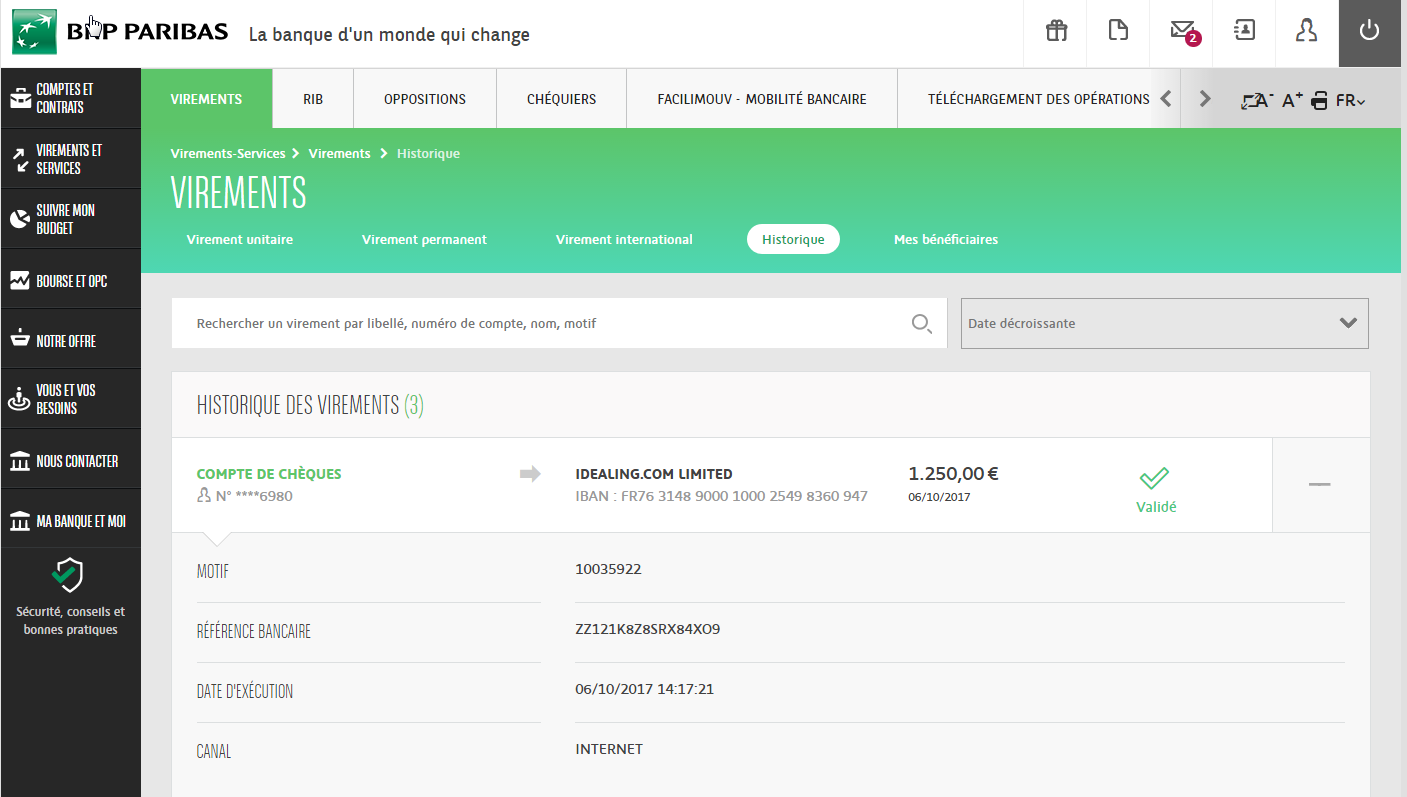 BNP PARIBAS La banque d'un monde qui change
2
COMPTES ET CONTRATS
VIREMENTS RIB OPPOSITIONS CHÉQUIERS FACILIMOUV - MOBILITÉ BANCAIRE TÉLÉCHARGEMENT DES OPÉRATIONS A- A+ FR
VIREMENTS ET SERVICES
SUIVRE MON BUDGET
BOURSE ET OPC
NOTRE OFFRE
VOUS ET VOS BESOINS
NOUS CONTACTER
MA BANQUE ET MOI
Sécurité, conseils et
bonnes pratiques
Virements-Services > Virements > Historique
VIREMENTS
Virement unitaire Virement permanent Virement international Historique Mes bénéficiaires
Rechercher un virement par libellé, numéro de compte, nom, motif Date décroissante
HISTORIQUE DES VIREMENTS (3)
COMPTE DE CHÈQUES IDEALING.COM LIMITED 1.250,00 €
N° ****6980 IBAN : FR76 3148 9000 1000 2549 8360 947 06/10/2017
Validé
MOTIF 10035922
RÉFÉRENCE BANCAIRE ZZ121K8Z8SRX84XO9
DATE D'EXÉCUTION 06/10/2017 14:17:21
CANAL INTERNET